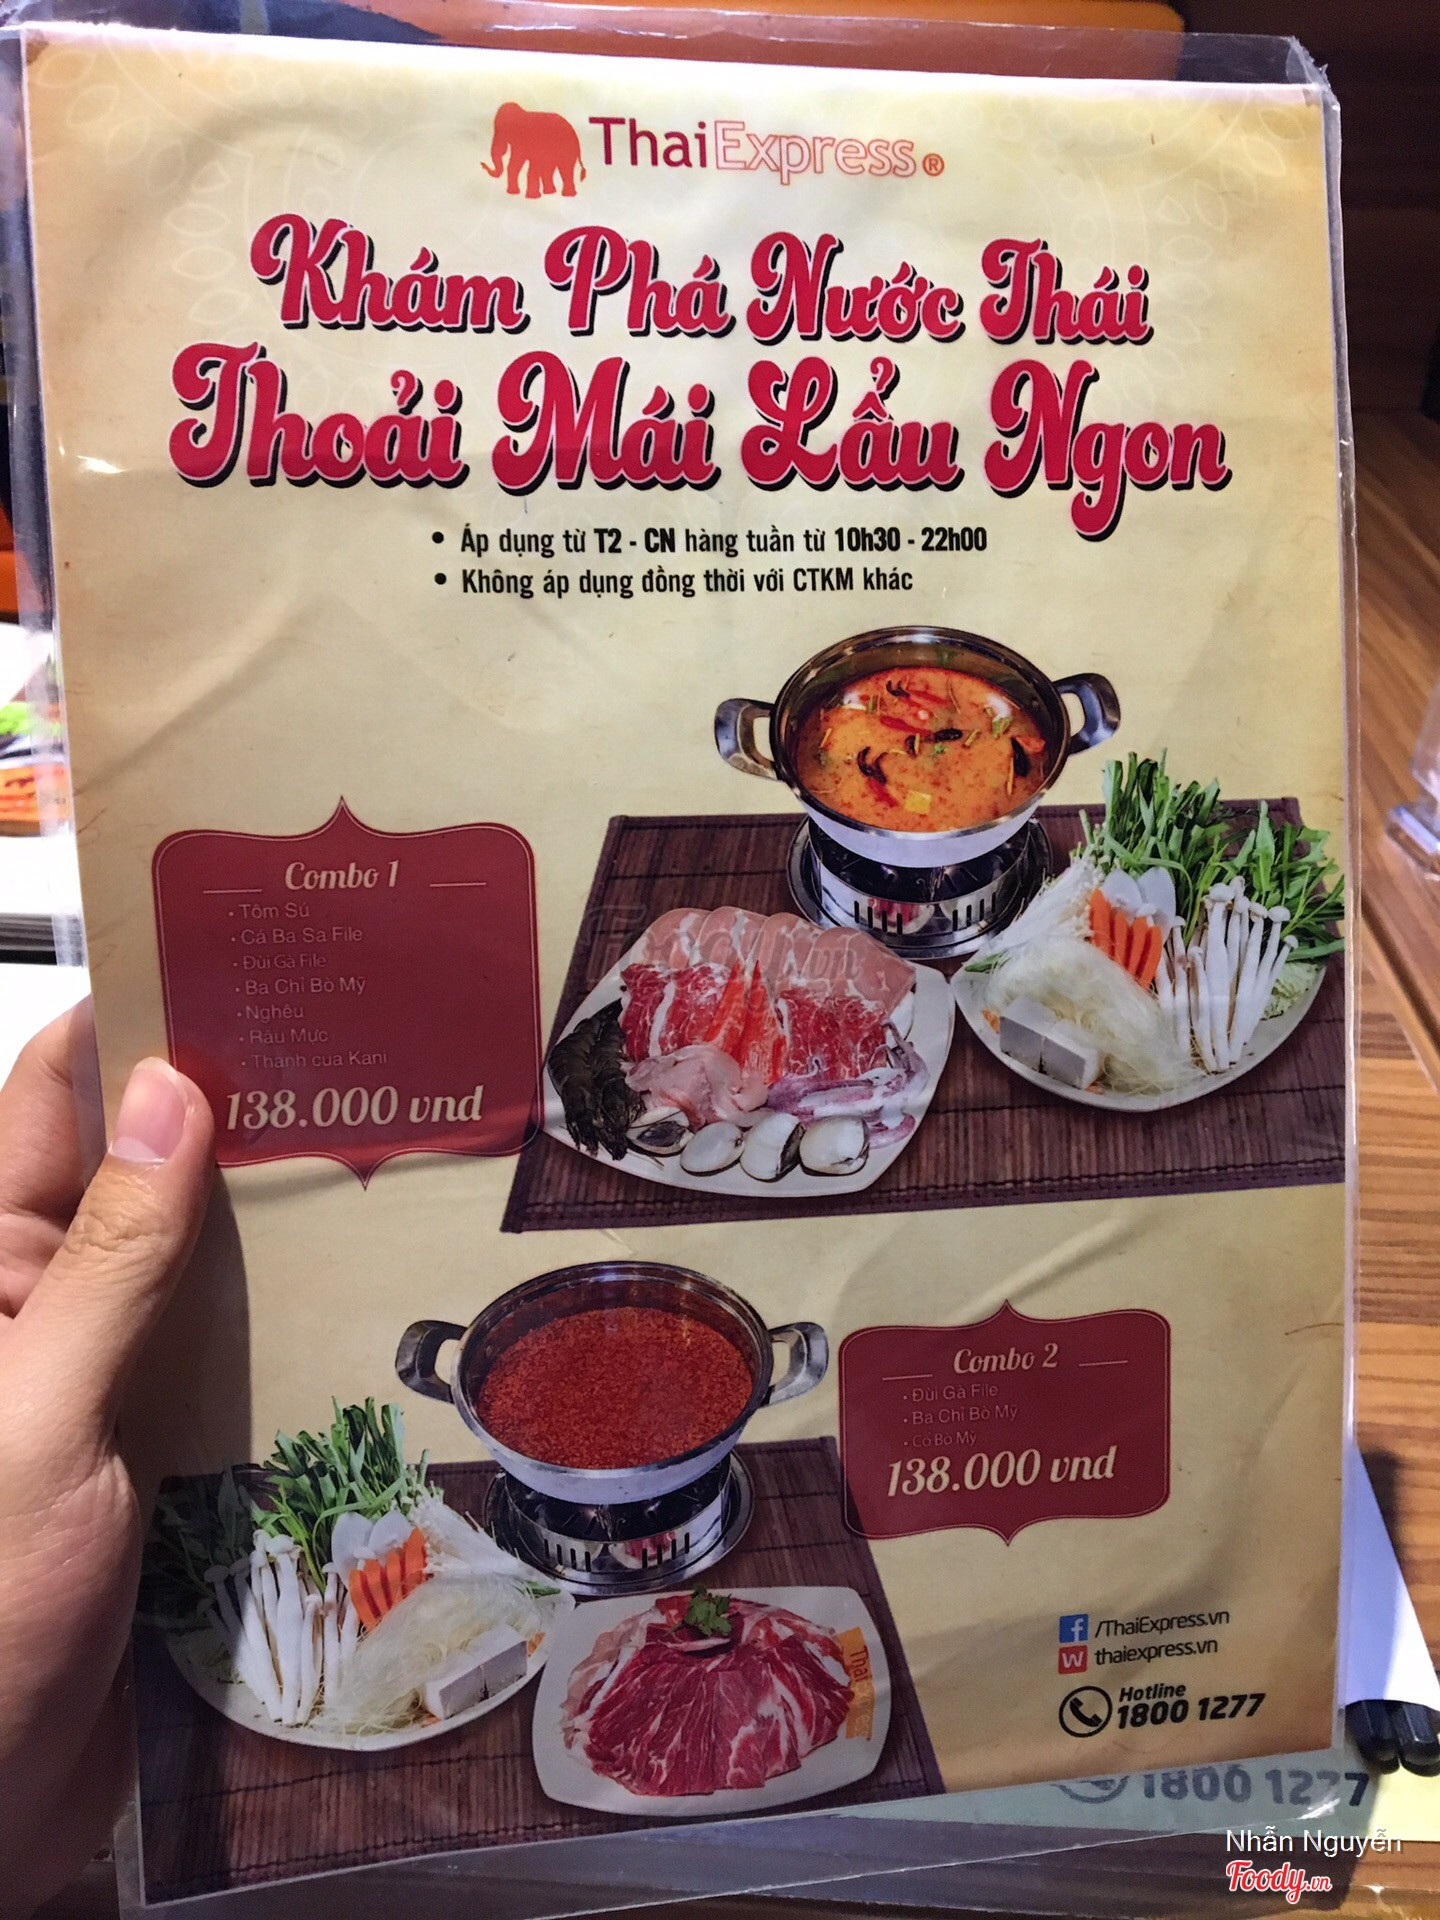 ThaiExpress®
Khám Phá Nước Thái
Thoải Mái Lẩu Ngon
• Áp dụng từ T2 - CN hàng tuần từ 10h30 - 22h00
• Không áp dụng đồng thời với CTKM khác
Combo 1
• Tôm Sú
• Cá Ba Sa File
• Đùi Gà File
• Ba Chỉ Bò Mỹ
• Nghêu
• Râu Mực
• Thanh cua Kani
138.000 vnd
Foody.vn
Combo 2
• Đùi Gà File
• Ba Chỉ Bò Mỹ
• Cổ Bò Mỹ
138.000 vnd
/ThaiExpress.vn
thaiexpress.vn
Hotline
1800 1277
1800 1277
Nhẫn Nguyễn
Foody.vn